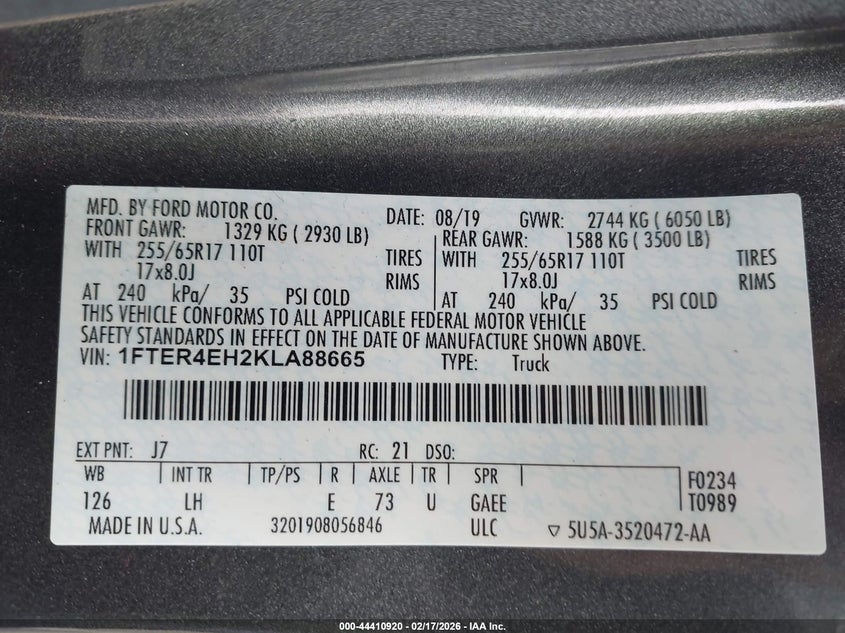 MFD. BY FORD MOTOR CO. DATE: 08/19 GVWR: 2744 KG ( 6050 LB)
FRONT GAWR: 1329 KG ( 2930 LB) REAR GAWR: 1588 KG ( 3500 LB)
WITH 255/65R17 110T TIRES WITH 255/65R17 110T TIRES
17x8.0J RIMS 17x8.0J RIMS
AT 240 kPa/ 35 PSI COLD AT 240 kPa/ 35 PSI COLD
THIS VEHICLE CONFORMS TO ALL APPLICABLE FEDERAL MOTOR VEHICLE
SAFETY STANDARDS IN EFFECT ON THE DATE OF MANUFACTURE SHOWN ABOVE.
VIN: 1FTER4EH2KLA88665 TYPE: Truck
EXT PNT: J7 RC: 21 DSO:
WB INT TR TP/PS R AXLE TR SPR F0234
126 LH E 73 U GAEE T0989
MADE IN U.S.A. 3201908056846 ULC ▽ 5U5A-3520472-AA
000-44410920 - 02/17/2026 - IAA Inc.